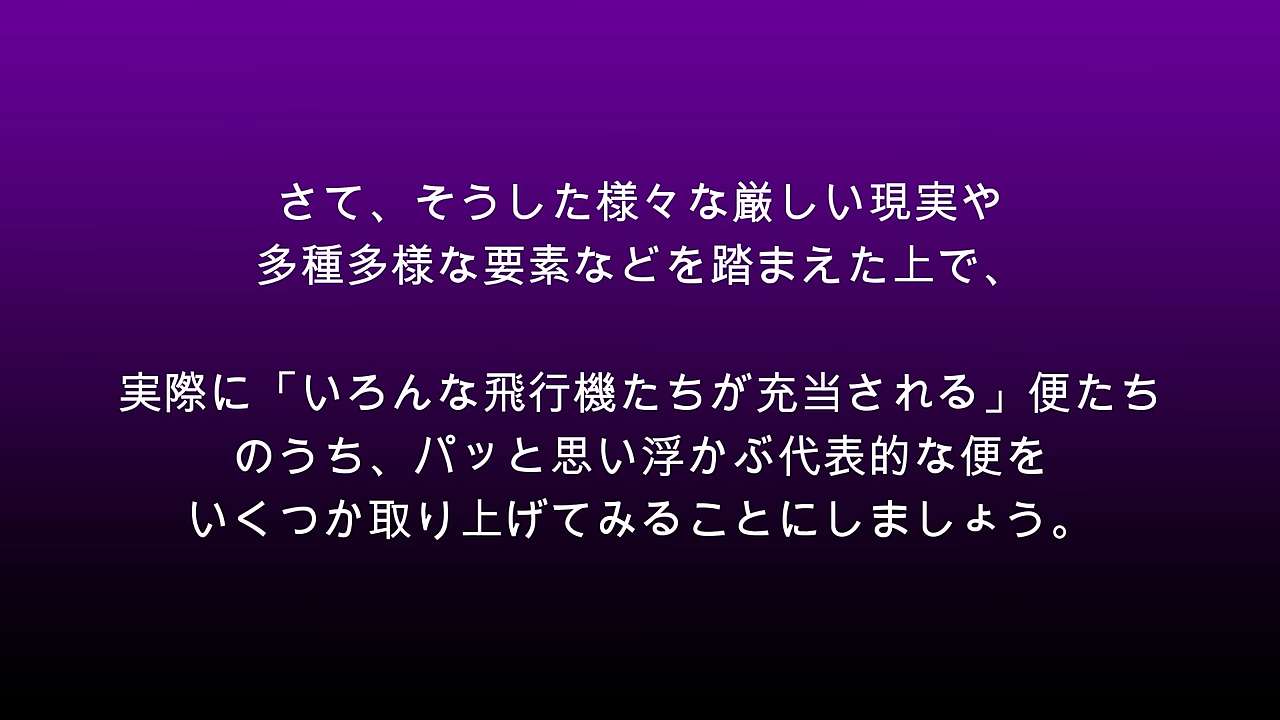 さて、そうした様々な厳しい現実や
多種多様な要素などを踏まえた上で、
実際に「いろんな飛行機たちが充当される」便たち
のうち、パッと思い浮かぶ代表的な便を
いくつか取り上げてみることにしましょう。